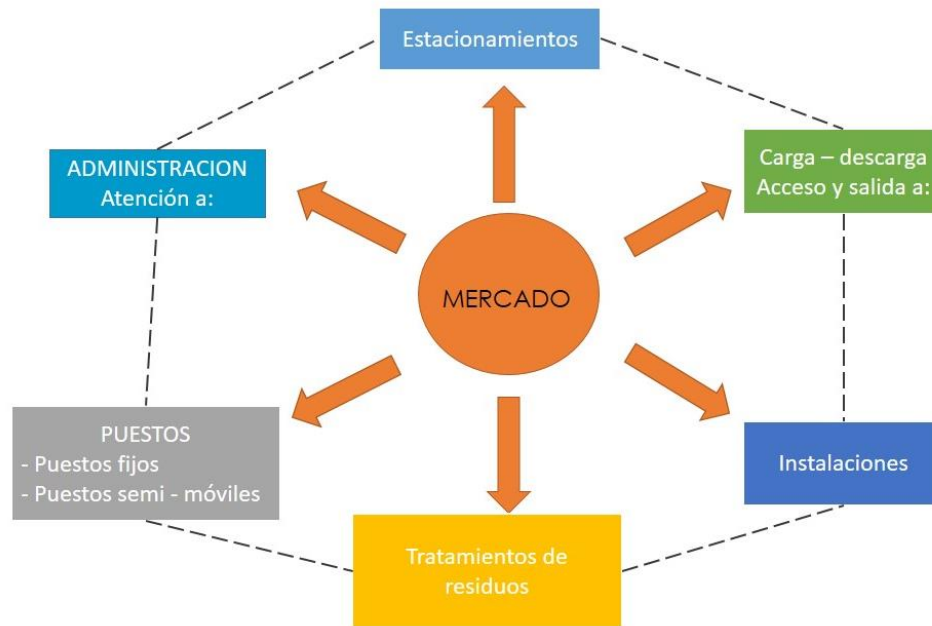 Estacionamientos
ADMINISTRACION
Atención a:
Carga – descarga
Acceso y salida a:
MERCADO
PUESTOS
- Puestos fijos
- Puestos semi - móviles
Instalaciones
Tratamientos de
residuos